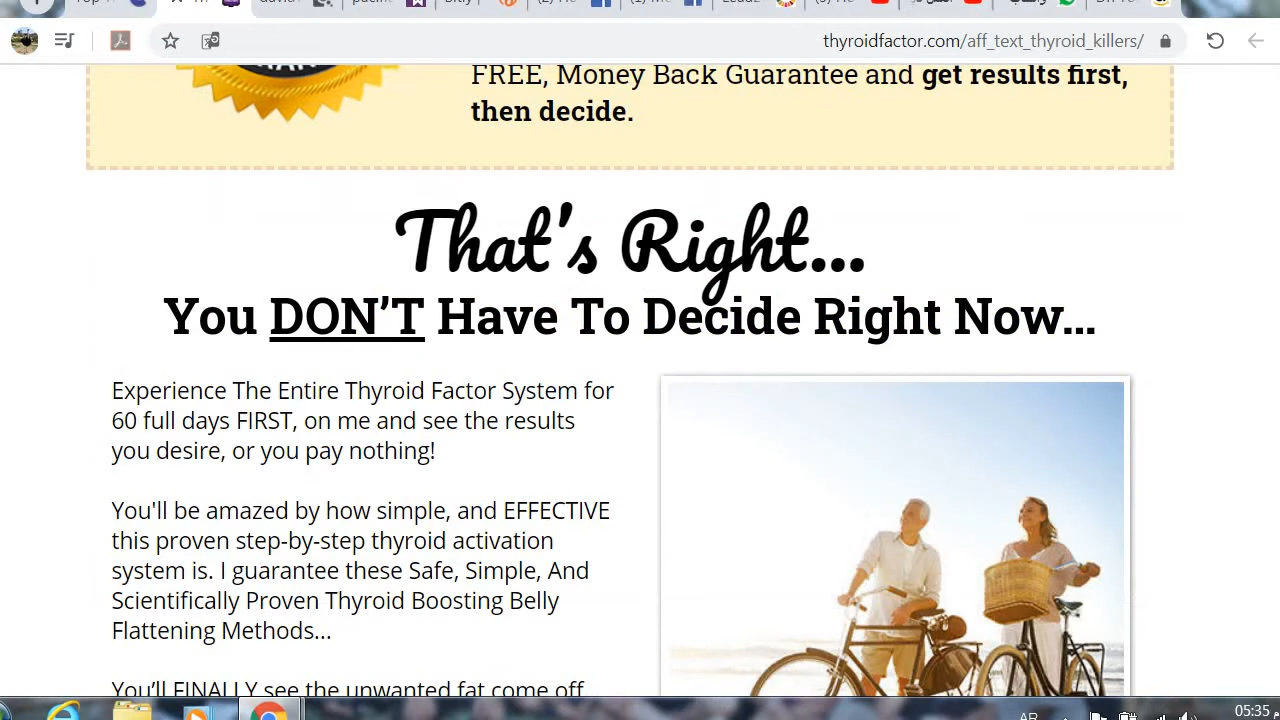 thyroidfactor.com/aff_text_thyroid_killers/
FREE, Money Back Guarantee and get results first,
then decide.
That's Right...
You DON'T Have To Decide Right Now...
Experience The Entire Thyroid Factor System for
60 full days FIRST, on me and see the results
you desire, or you pay nothing!
You'll be amazed by how simple, and EFFECTIVE
this proven step-by-step thyroid activation
system is. I guarantee these Safe, Simple, And
Scientifically Proven Thyroid Boosting Belly
Flattening Methods...
You'll FINALLY see the unwanted fat come off
AR
05:35